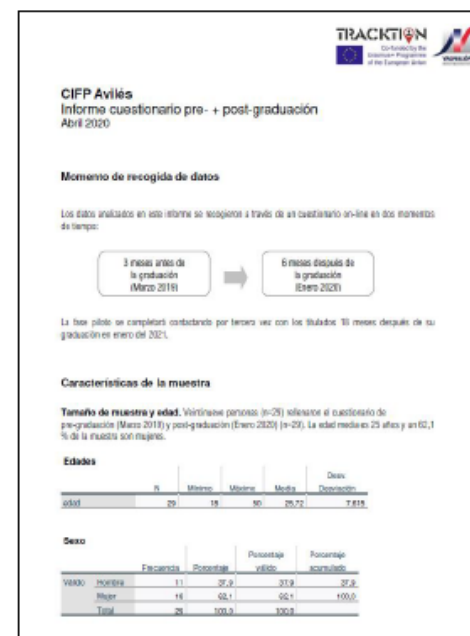 TRACKTION
Co-funded by the
Erasmus+ Programme
of the European Union
CIFP Avilés
Informe cuestionario pre- + post-graduación
Abril 2020
Momento de recogida de datos
Los datos analizados en este informe se recogieron a través de un cuestionario on-line en dos momentos
de tiempo:
3 meses antes de
la graduación
(Marzo 2019)
6 meses después de
la graduación
(Enero 2020)
La fase piloto se completará contactando por tercera vez con los titulados 18 meses después de su
graduación en enero del 2021.
Características de la muestra
Tamaño de muestra y edad. Veintinueve personas (n=29) rellenaron el cuestionario de
pre-graduación (Marzo 2019) y post-graduación (Enero 2020) (n=29). La edad media es 25 años y un 62,1
% de la muestra son mujeres.
Edades
N Mínimo Máximo Media Desv. Desviación
edad 29 18 50 25,72 7,615
Sexo
Frecuencia Porcentaje Porcentaje válido Porcentaje acumulado
Válido Hombre 11 37,9 37,9 37,9
Mujer 18 62,1 62,1 100,0
Total 29 100,0 100,0